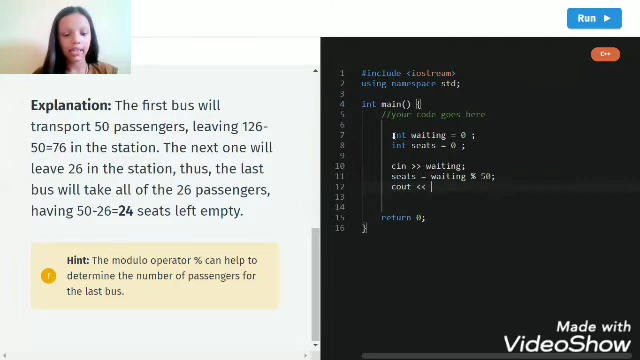 Run
C++
Explanation: The first bus will
transport 50 passengers, leaving 126-
50=76 in the station. The next one will
leave 26 in the station, thus, the last
bus will take all of the 26 passengers,
having 50-26=24 seats left empty.
! Hint: The modulo operator % can help to
determine the number of passengers for
the last bus.
1 #include <iostream>
2 using namespace std;
3
4 int main() {
5 //your code goes here
6
7 int waiting = 0 ;
8 int seats = 0 ;
9
10 cin >> waiting;
11 seats = waiting % 50;
12 cout <<
13
14
15 return 0;
16 }
Made with
VideoShow